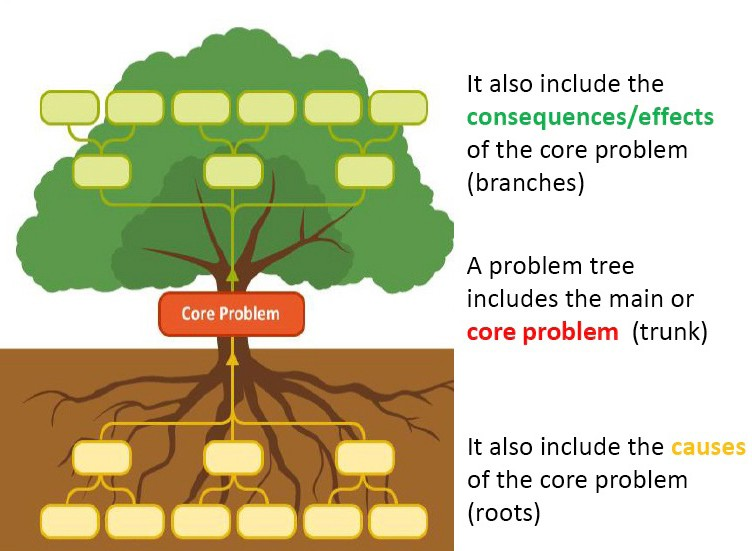 It also include the
consequences/effects
of the core problem
(branches)
A problem tree
includes the main or
core problem (trunk)
Core Problem
It also include the causes
of the core problem
(roots)